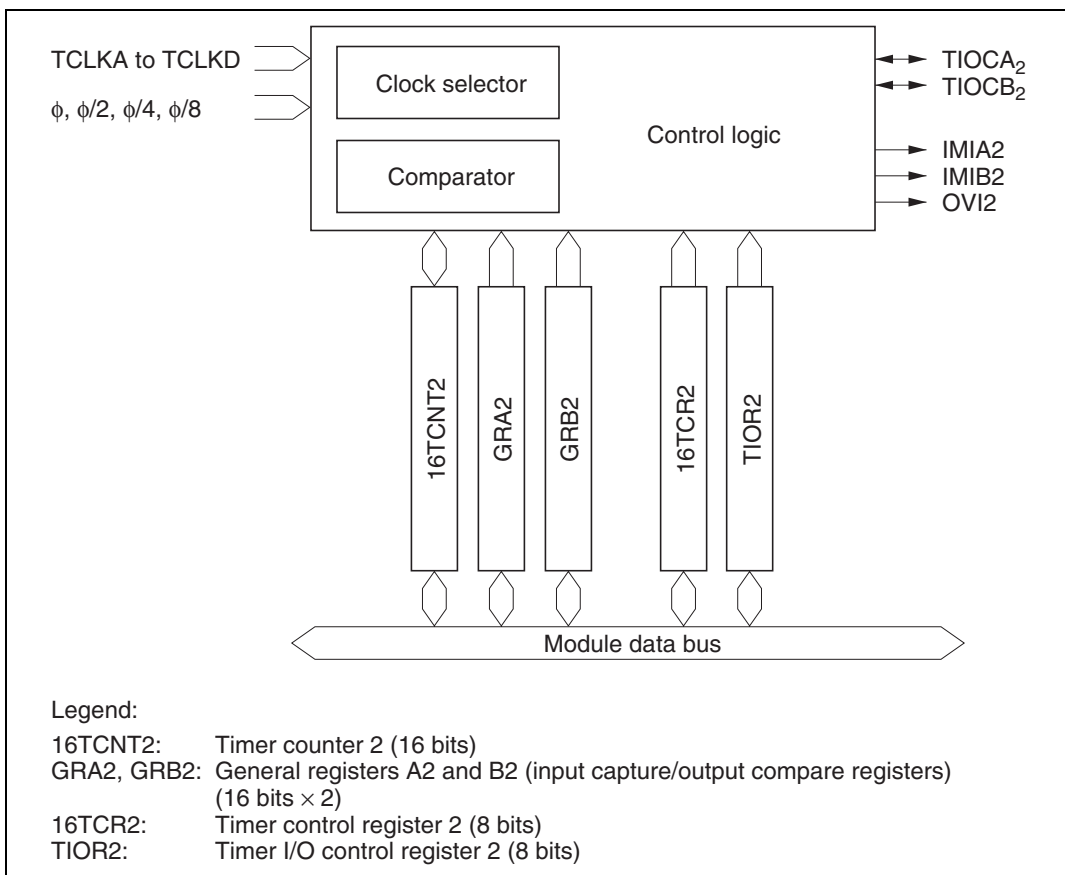 TCLKA to TCLKD
ϕ, ϕ/2, ϕ/4, ϕ/8
Clock selector
Comparator
Control logic
TIOCA₂
TIOCB₂
IMIA2
IMIB2
OVI2
16TCNT2
GRA2
GRB2
16TCR2
TIOR2
Module data bus
Legend:
16TCNT2: Timer counter 2 (16 bits)
GRA2, GRB2: General registers A2 and B2 (input capture/output compare registers)
(16 bits × 2)
16TCR2: Timer control register 2 (8 bits)
TIOR2: Timer I/O control register 2 (8 bits)